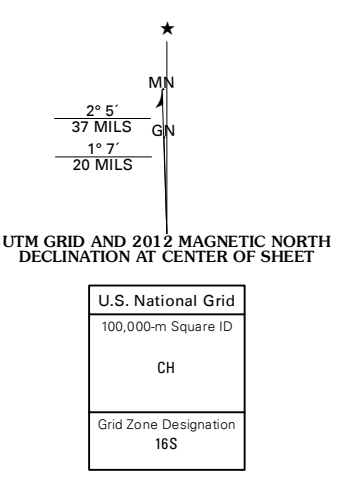 ★
MN
2° 5´
37 MILS
GN
1° 7´
20 MILS
UTM GRID AND 2012 MAGNETIC NORTH
DECLINATION AT CENTER OF SHEET
U.S. National Grid
100,000-m Square ID
CH
Grid Zone Designation
16S